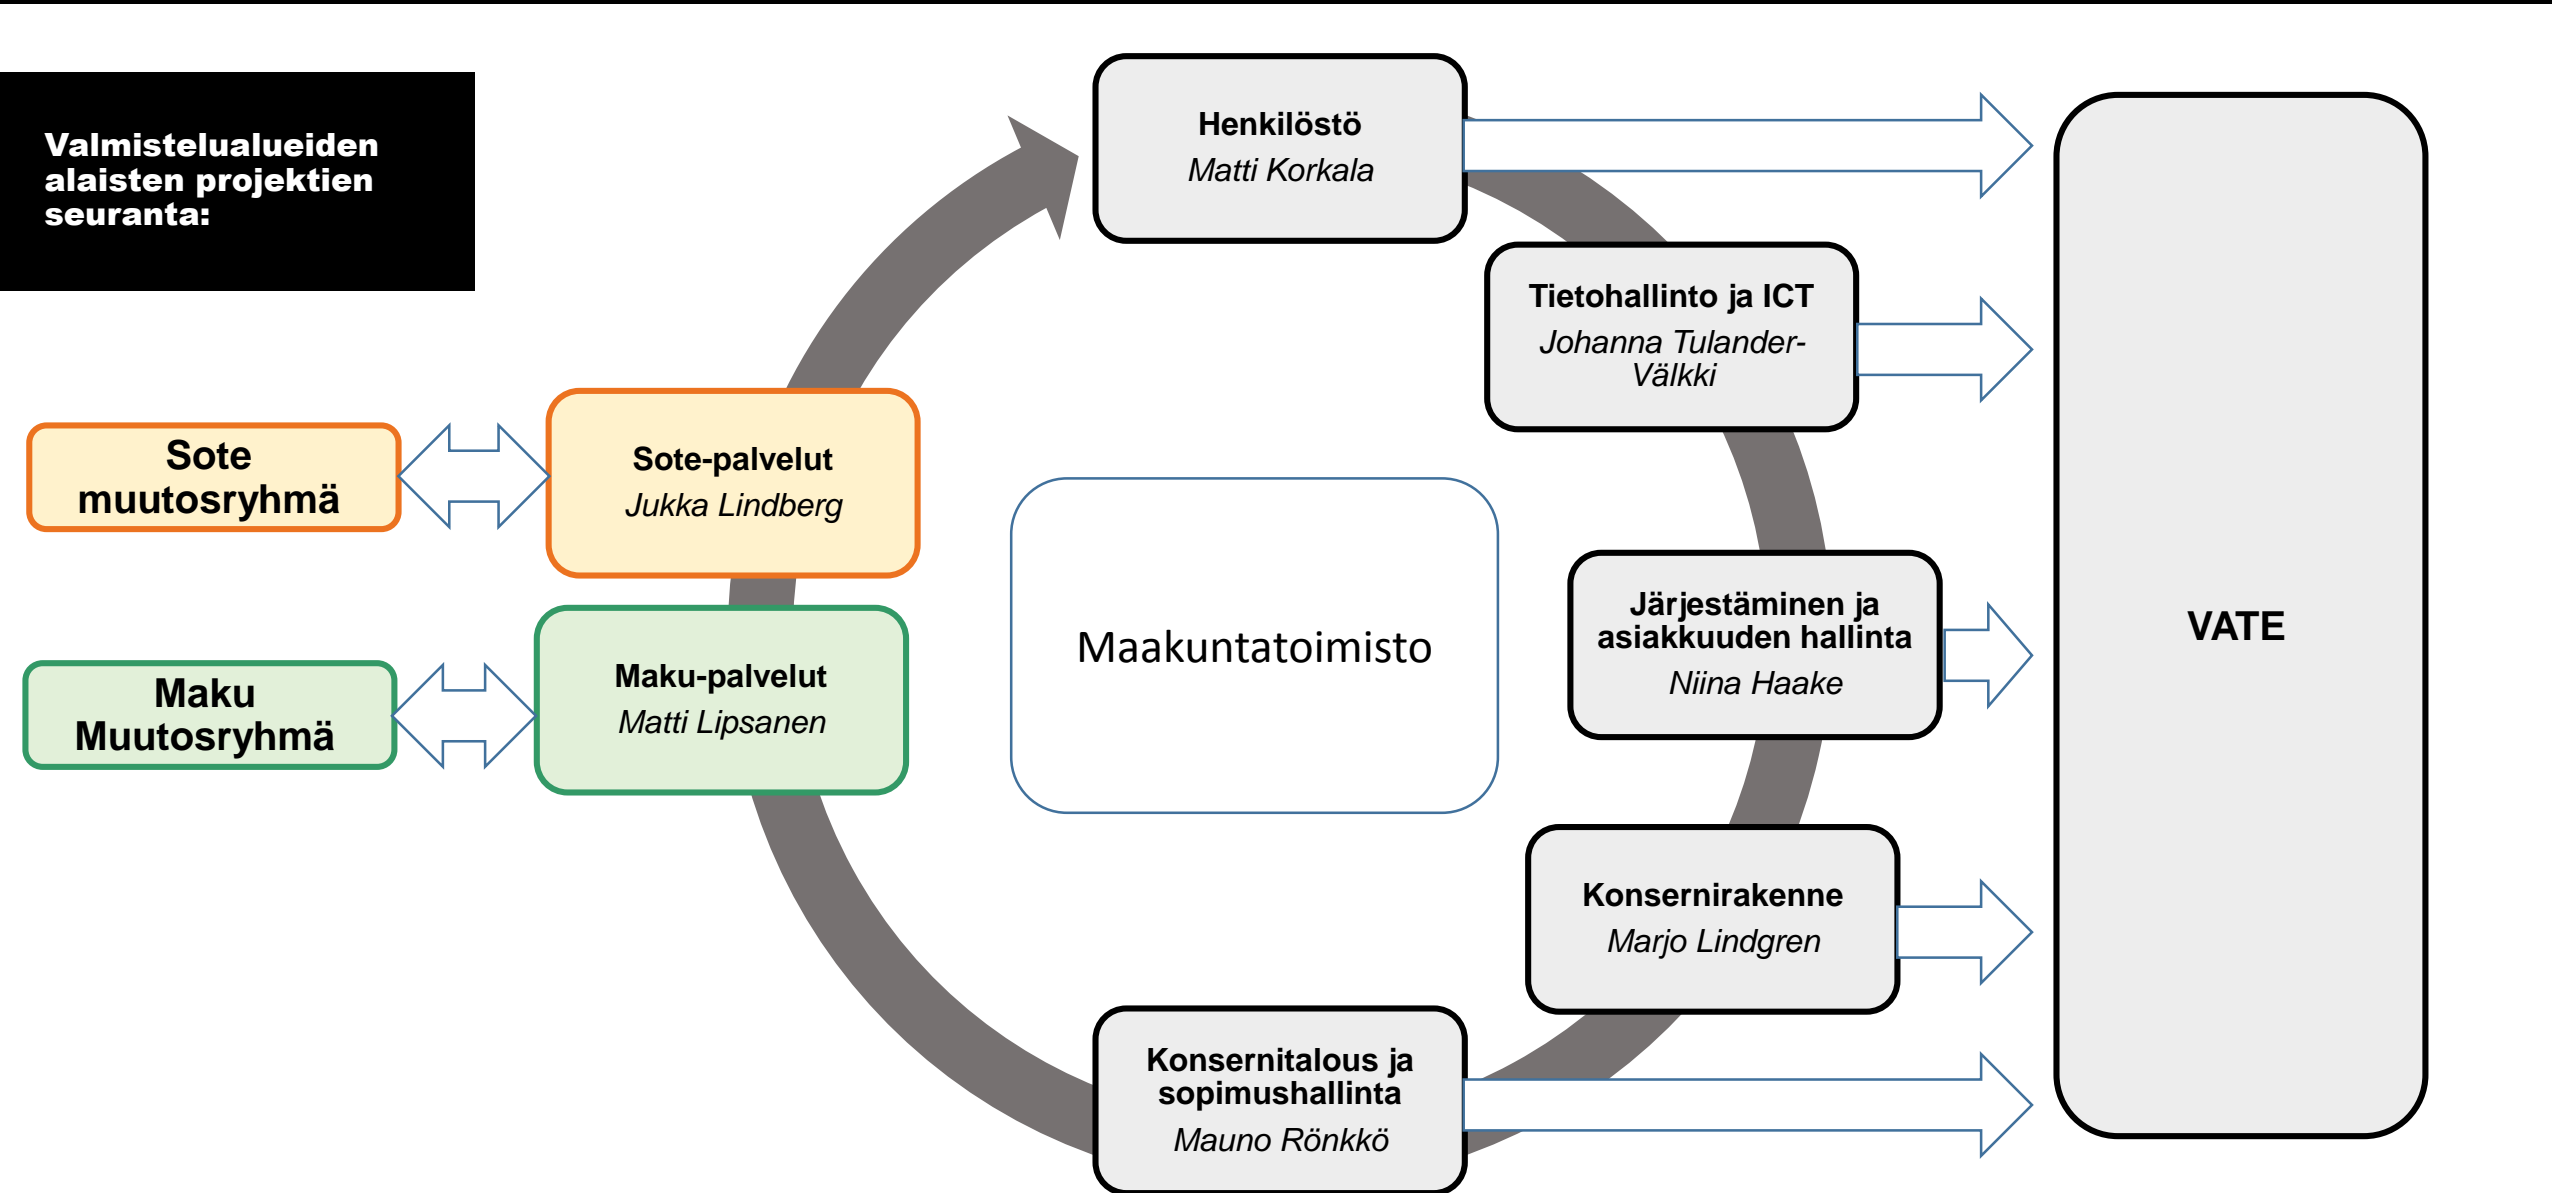 Valmistelualueiden
alaisten projektien
seuranta:
Henkilöstö
Matti Korkala
Tietohallinto ja ICT
Johanna Tulander-
Välkki
Sote
muutosryhmä
Sote-palvelut
Jukka Lindberg
Maakuntatoimisto
Järjestäminen ja
asiakkuuden hallinta
Niina Haake
VATE
Maku
Muutosryhmä
Maku-palvelut
Matti Lipsanen
Konsernirakenne
Marjo Lindgren
Konsernitalous ja
sopimushallinta
Mauno Rönkkö